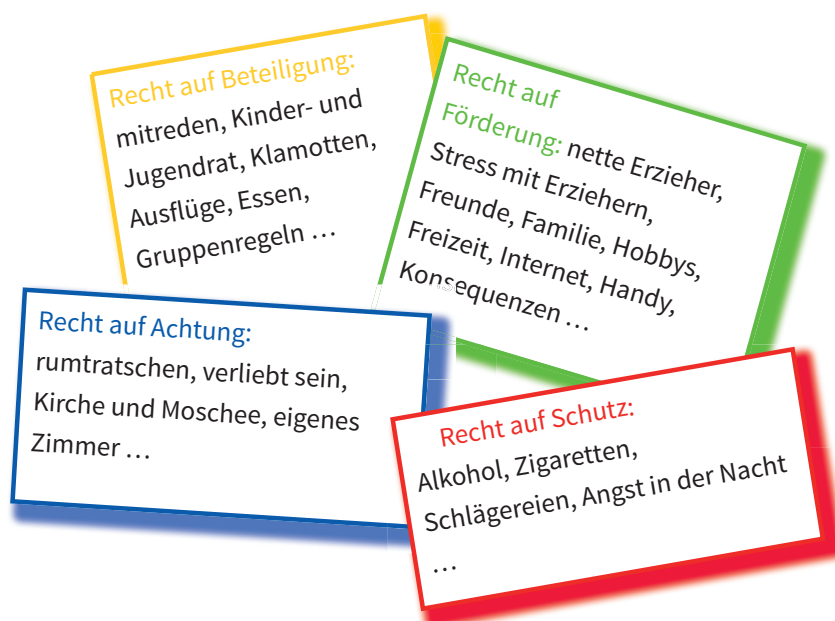 Recht auf Beteiligung:
mitreden, Kinder- und
Jugendrat, Klamotten,
Ausflüge, Essen,
Gruppenregeln …
Recht auf
Förderung: nette Erzieher,
Stress mit Erziehern,
Freunde, Familie, Hobbys,
Freizeit, Internet, Handy,
Konsequenzen …
Recht auf Achtung:
rumtratschen, verliebt sein,
Kirche und Moschee, eigenes
Zimmer …
Recht auf Schutz:
Alkohol, Zigaretten,
Schlägereien, Angst in der Nacht
…